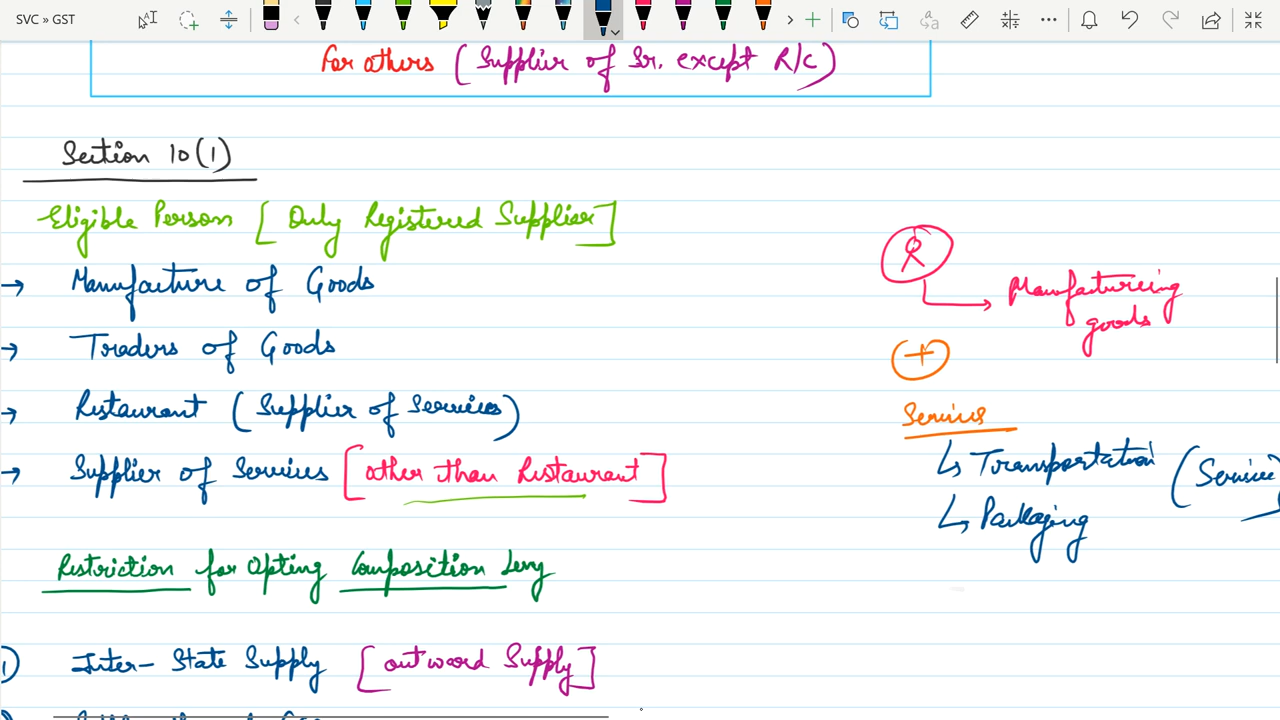 SVC » GST
For others (Supplier of Sr. except R/C)
Section 10(1)
Eligible Person [Only Registered Supplier]
→ Manufacture of Goods
→ Traders of Goods
→ Restaurant (Supplier of Services)
→ Supplier of Services [other than Restaurant]
Restriction for Opting Composition Levy
1) Inter-State Supply [outward Supply]
R
Manufacturing
goods
+
Services
↳ Transportation (Service
↳ Packaging